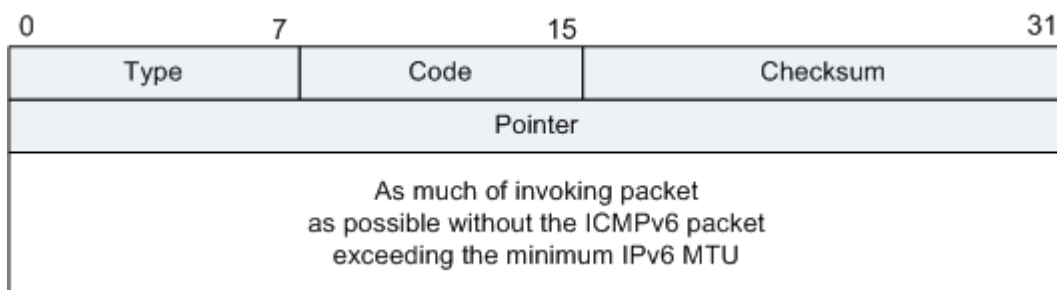 0 7 15 31
Type Code Checksum
Pointer
As much of invoking packet
as possible without the ICMPv6 packet
exceeding the minimum IPv6 MTU